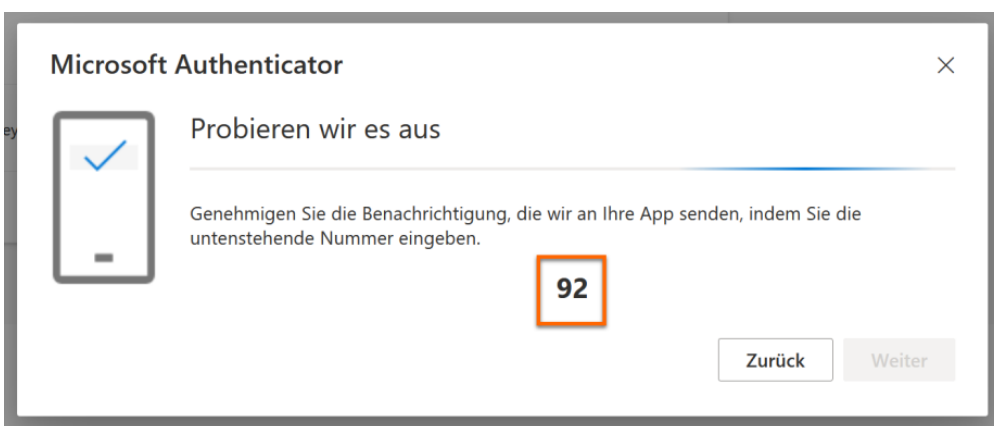 Microsoft Authenticator
ey
Probieren wir es aus
Genehmigen Sie die Benachrichtigung, die wir an Ihre App senden, indem Sie die
untenstehende Nummer eingeben.
92
Zurück
Weiter